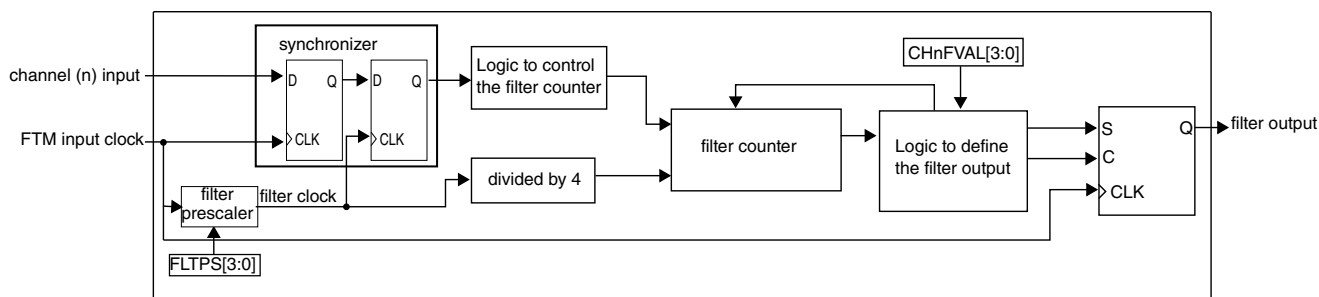 synchronizer
channel (n) input
D Q
D Q
CLK
CLK
Logic to control
the filter counter
CHnFVAL[3:0]
FTM input clock
filter counter
Logic to define
the filter output
S Q
C
CLK
filter output
filter
prescaler
filter clock
divided by 4
FLTPS[3:0]